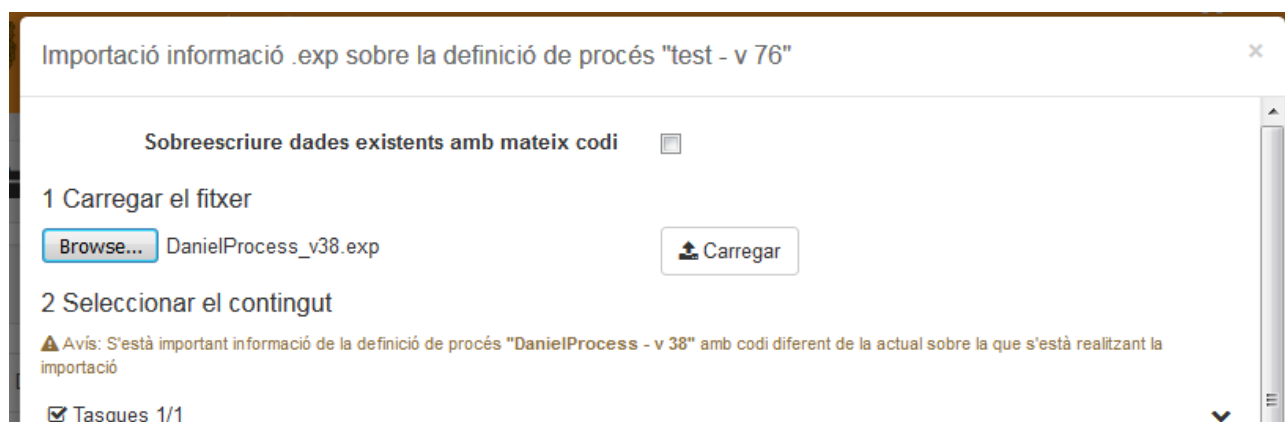 Importació informació .exp sobre la definició de procés "test - v 76"
×
Sobreescriure dades existents amb mateix codi
1 Carregar el fitxer
Browse... DanielProcess_v38.exp Carregar
2 Seleccionar el contingut
Avís: S'està important informació de la definició de procés "DanielProcess - v 38" amb codi diferent de la actual sobre la que s'està realitzant la
importació
Tasques 1/1